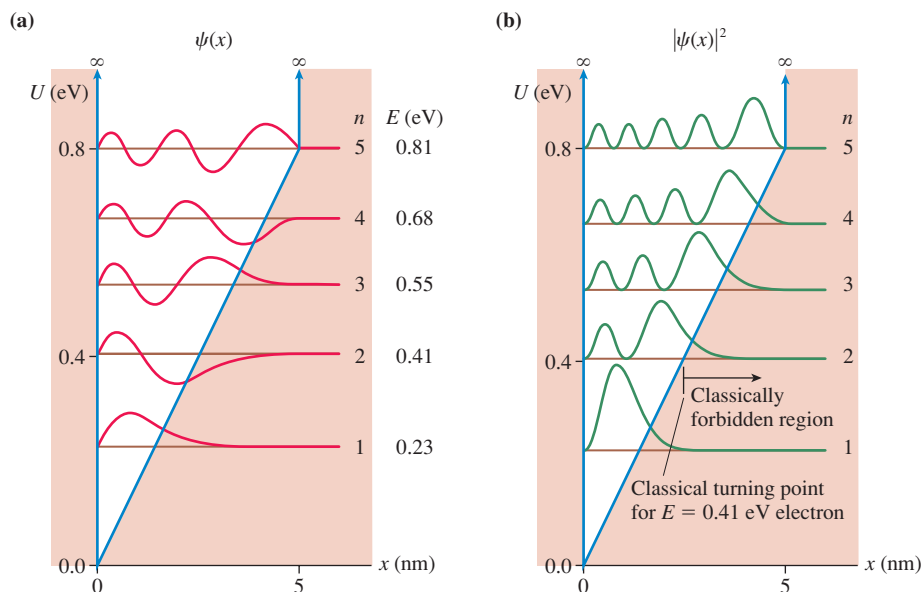 (a)
ψ(x)
∞ ∞
U (eV)
n E (eV)
0.8
5 0.81
4 0.68
3 0.55
0.4
2 0.41
1 0.23
0.0
0 5
x (nm)
(b)
|ψ(x)|²
∞ ∞
U (eV)
n
0.8
5
4
3
0.4
2
Classically
forbidden region
1
Classical turning point
for E = 0.41 eV electron
0.0
0 5
x (nm)